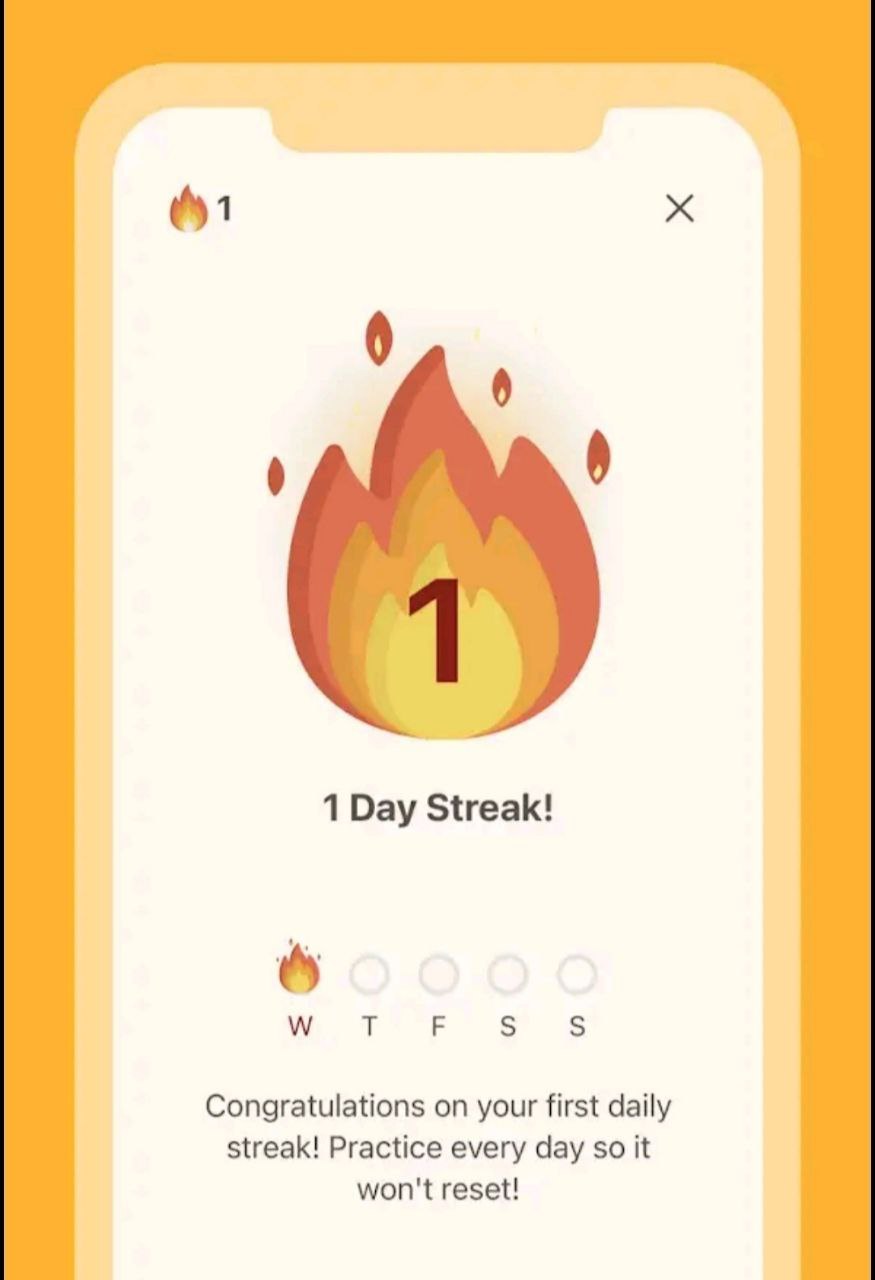 1
1
1 Day Streak!
W T F S S
Congratulations on your first daily
streak! Practice every day so it
won't reset!